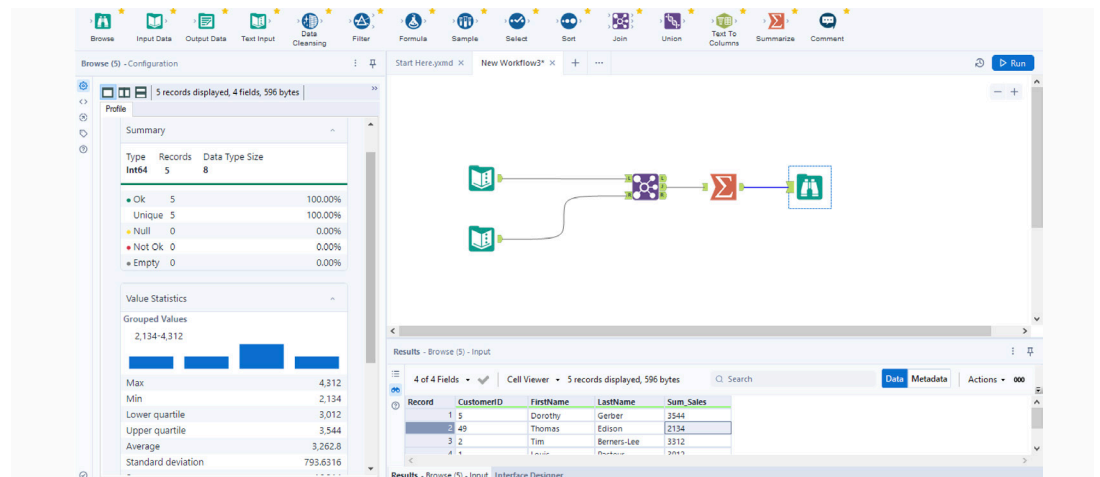 Browse
Input Data
Output Data
Text Input
Data
Cleansing
Filter
Formula
Sample
Select
Sort
Join
Union
Text To
Columns
Summarize
Comment
Browse (5) - Configuration
Start Here.yxmd ×
New Workflow3* ×
Run
5 records displayed, 4 fields, 596 bytes
Profile
Summary
Type Records Data Type Size
Int64 5 8
Ok 5 100.00%
Unique 5 100.00%
Null 0 0.00%
Not Ok 0 0.00%
Empty 0 0.00%
Value Statistics
Grouped Values
2,134-4,312
Max 4,312
Min 2,134
Lower quartile 3,012
Upper quartile 3,544
Average 3,262.8
Standard deviation 793.6316
L
R
L
J
R
Results - Browse (5) - Input
4 of 4 Fields
Cell Viewer
5 records displayed, 596 bytes
Search
Data
Metadata
Actions
000
Record CustomerID FirstName LastName Sum_Sales
1 5 Dorothy Gerber 3544
2 49 Thomas Edison 2134
3 2 Tim Berners-Lee 3312
4 1 Louis Pasteur 3012
Results - Browse (5) - Input
Interface Designer